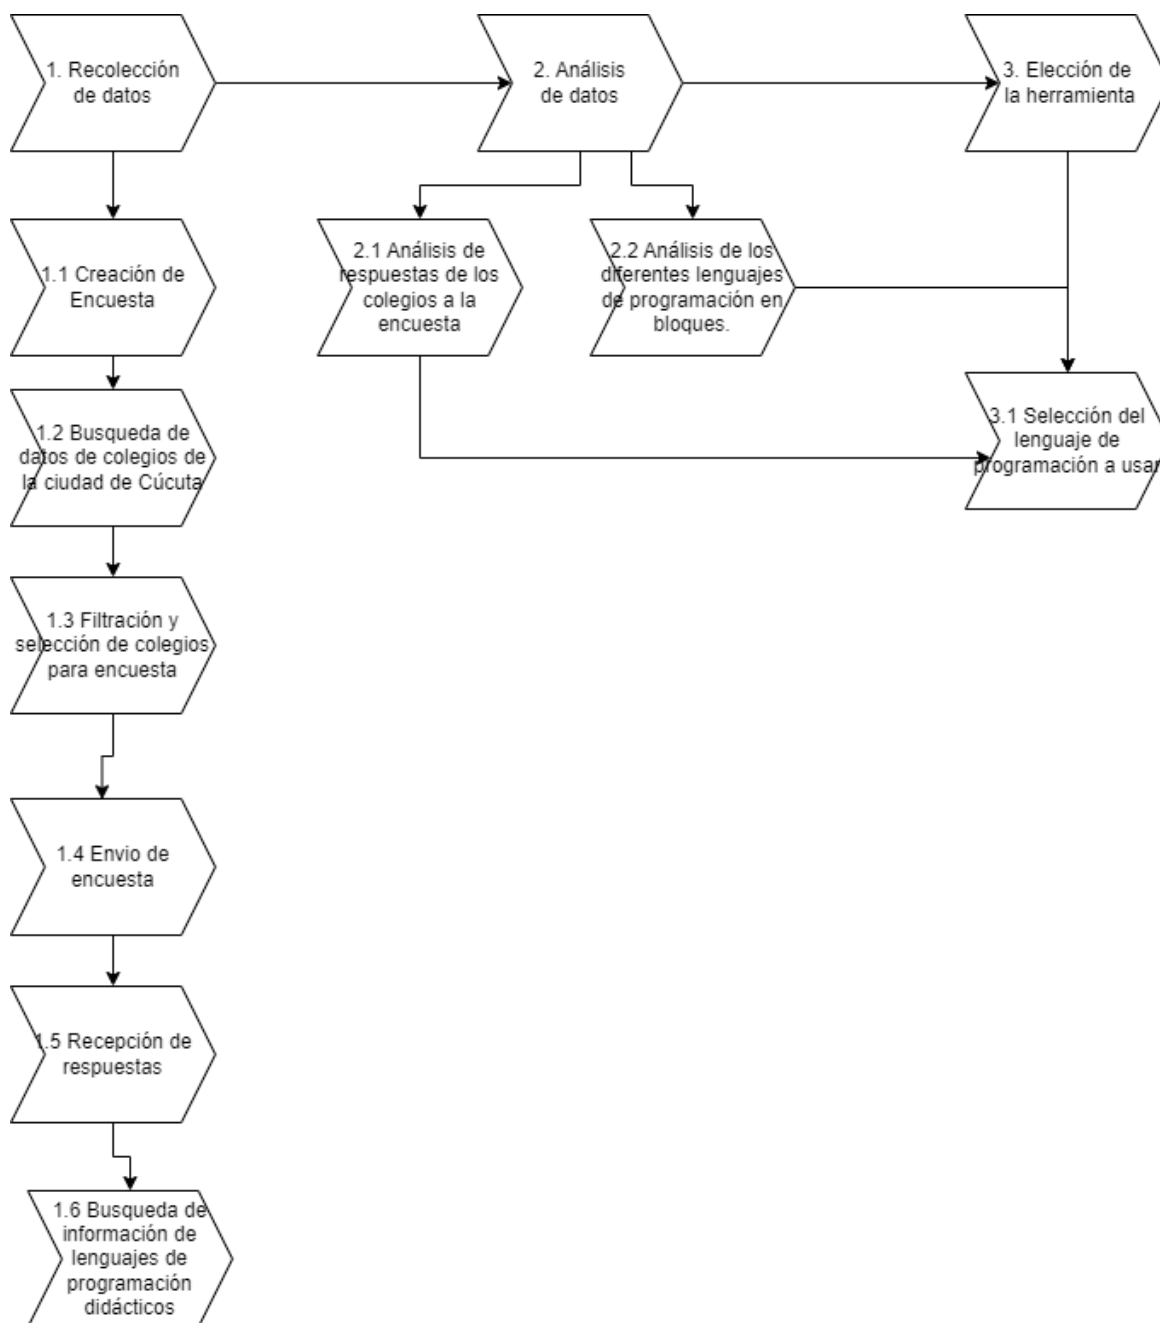 1. Recolección
de datos
2. Análisis
de datos
3. Elección de
la herramienta
1.1 Creación de
Encuesta
2.1 Análisis de
respuestas de los
colegios a la
encuesta
2.2 Análisis de los
diferentes lenguajes
de programación en
bloques.
1.2 Busqueda de
datos de colegios de
la ciudad de Cúcuta
3.1 Selección del
lenguaje de
programación a usar
1.3 Filtración y
selección de colegios
para encuesta
1.4 Envio de
encuesta
1.5 Recepción de
respuestas
1.6 Busqueda de
información de
lenguajes de
programación
didácticos